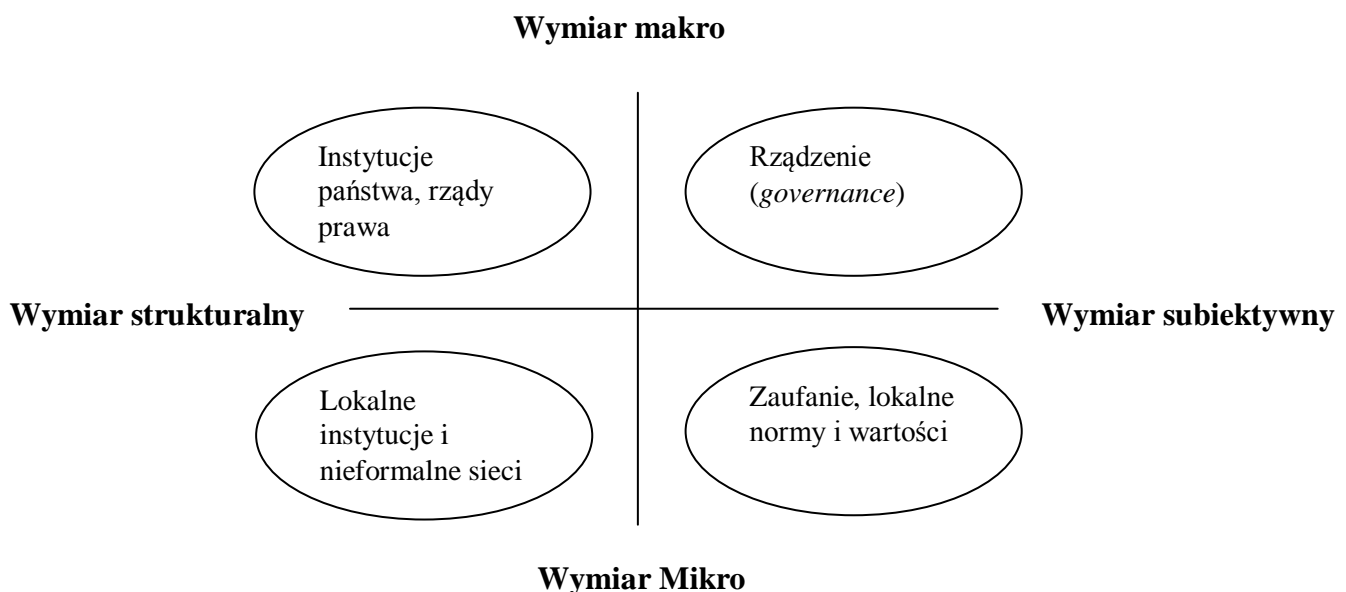 Wymiar makro
Instytucje
państwa, rządy
prawa
Rządzenie
(governance)
Wymiar strukturalny
Wymiar subiektywny
Lokalne
instytucje i
nieformalne sieci
Zaufanie, lokalne
normy i wartości
Wymiar Mikro